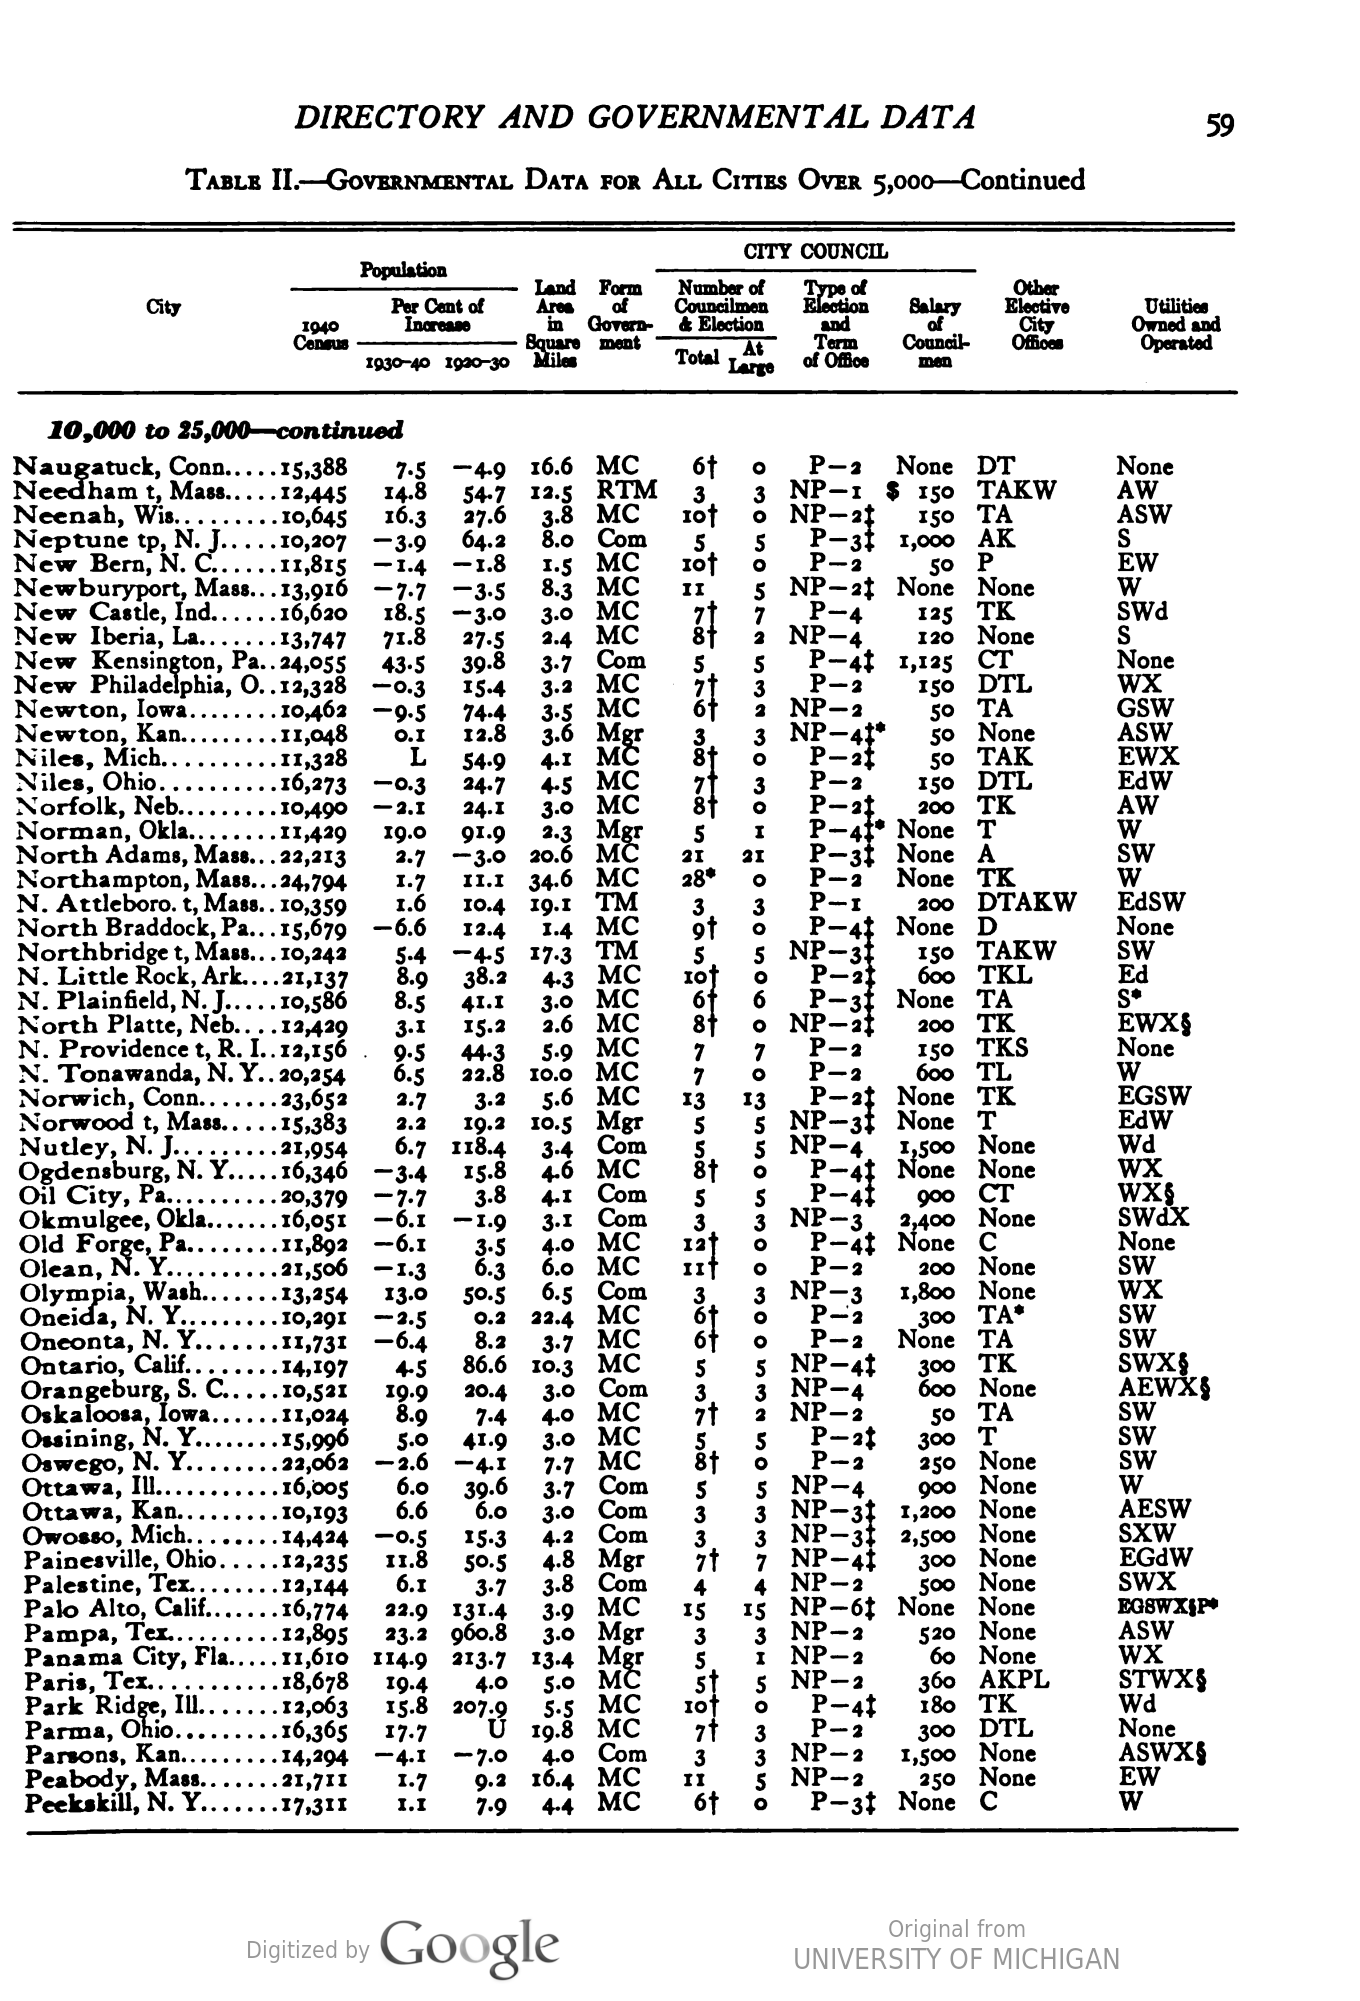 DIRECTORY AND GOVERNMENTAL DATA 59
TABLE II.—GOVERNMENTAL DATA FOR ALL CITIES OVER 5,000—Continued
CITY COUNCIL
Population
City
1940 Census
Per Cent of Increase
1930–40 1920–30
Land Area in Square Miles
Form of Govern-ment
Number of Councilmen & Election
Total At Large
Type of Election and Term of Office
Salary of Council-men
Other Elective City Offices
Utilities Owned and Operated
10,000 to 25,000—continued
Naugatuck, Conn.....15,388 7.5 −4.9 16.6 MC 6† 0 P−2 None DT None
Needham t, Mass.....12,445 14.8 54.7 12.5 RTM 3 3 NP−1 $ 150 TAKW AW
Neenah, Wis.........10,645 16.3 27.6 3.8 MC 10† 0 NP−2‡ 150 TA ASW
Neptune tp, N. J.....10,207 −3.9 64.2 8.0 Com 5 5 P−3‡ 1,000 AK S
New Bern, N. C......11,815 −1.4 −1.8 1.5 MC 10† 0 P−2 50 P EW
Newburyport, Mass...13,916 −7.7 −3.5 8.3 MC 11 5 NP−2‡ None None W
New Castle, Ind......16,620 18.5 −3.0 3.0 MC 7† 7 P−4 125 TK SWd
New Iberia, La.......13,747 71.8 27.5 2.4 MC 8† 2 NP−4 120 None S
New Kensington, Pa..24,055 43.5 39.8 3.7 Com 5 5 P−4‡ 1,125 CT None
New Philadelphia, O..12,328 −0.3 15.4 3.2 MC 7† 3 P−2 150 DTL WX
Newton, Iowa........10,462 −9.5 74.4 3.5 MC 6† 2 NP−2 50 TA GSW
Newton, Kan.........11,048 0.1 12.8 3.6 Mgr 3 3 NP−4‡* 50 None ASW
Niles, Mich..........11,328 L 54.9 4.1 MC 8† 0 P−2‡ 50 TAK EWX
Niles, Ohio..........16,273 −0.3 24.7 4.5 MC 7† 3 P−2 150 DTL EdW
Norfolk, Neb.........10,490 −2.1 24.1 3.0 MC 8† 0 P−2‡ 200 TK AW
Norman, Okla........11,429 19.0 91.9 2.3 Mgr 5 1 P−4‡* None T W
North Adams, Mass...22,213 2.7 −3.0 20.6 MC 21 21 P−3‡ None A SW
Northampton, Mass...24,794 1.7 11.1 34.6 MC 28* 0 P−2 None TK W
N. Attleboro. t, Mass..10,359 1.6 10.4 19.1 TM 3 3 P−1 200 DTAKW EdSW
North Braddock, Pa...15,679 −6.6 12.4 1.4 MC 9† 0 P−4‡ None D None
Northbridge t, Mass...10,242 5.4 −4.5 17.3 TM 5 5 NP−3‡ 150 TAKW SW
N. Little Rock, Ark....21,137 8.9 38.2 4.3 MC 10† 0 P−2‡ 600 TKL Ed
N. Plainfield, N. J.....10,586 8.5 41.1 3.0 MC 6† 6 P−3‡ None TA S*
North Platte, Neb....12,429 3.1 15.2 2.6 MC 8† 0 NP−2‡ 200 TK EWX§
N. Providence t, R. I..12,156 9.5 44.3 5.9 MC 7 7 P−2 150 TKS None
N. Tonawanda, N. Y..20,254 6.5 22.8 10.0 MC 7 0 P−2 600 TL W
Norwich, Conn.......23,652 2.7 3.2 5.6 MC 13 13 P−2‡ None TK EGSW
Norwood t, Mass.....15,383 2.2 19.2 10.5 Mgr 5 5 NP−3‡ None T EdW
Nutley, N. J.........21,954 6.7 118.4 3.4 Com 5 5 NP−4 1,500 None Wd
Ogdensburg, N. Y.....16,346 −3.4 15.8 4.6 MC 8† 0 P−4‡ None None WX
Oil City, Pa..........20,379 −7.7 3.8 4.1 Com 5 5 P−4‡ 900 CT WX§
Okmulgee, Okla.......16,051 −6.1 −1.9 3.1 Com 3 3 NP−3 2,400 None SWdX
Old Forge, Pa........11,892 −6.1 3.5 4.0 MC 12† 0 P−4‡ None C None
Olean, N. Y..........21,506 −1.3 6.3 6.0 MC 11† 0 P−2 200 None SW
Olympia, Wash.......13,254 13.0 50.5 6.5 Com 3 3 NP−3 1,800 None WX
Oneida, N. Y.........10,291 −2.5 0.2 22.4 MC 6† 0 P−2 300 TA* SW
Oneonta, N. Y........11,731 −6.4 8.2 3.7 MC 6† 0 P−2 None TA SW
Ontario, Calif........14,197 4.5 86.6 10.3 MC 5 5 NP−4‡ 300 TK SWX§
Orangeburg, S. C.....10,521 19.9 20.4 3.0 Com 3 3 NP−4 600 None AEWX§
Oskaloosa, Iowa......11,024 8.9 7.4 4.0 MC 7† 2 NP−2 50 TA SW
Ossining, N. Y........15,996 5.0 41.9 3.0 MC 5 5 P−2‡ 300 T SW
Oswego, N. Y........22,062 −2.6 −4.1 7.7 MC 8† 0 P−2 250 None SW
Ottawa, Ill...........16,005 6.0 39.6 3.7 Com 5 5 NP−4 900 None W
Ottawa, Kan.........10,193 6.6 6.0 3.0 Com 3 3 NP−3‡ 1,200 None AESW
Owosso, Mich........14,424 −0.5 15.3 4.2 Com 3 3 NP−3‡ 2,500 None SXW
Painesville, Ohio.....12,235 11.8 50.5 4.8 Mgr 7† 7 NP−4‡ 300 None EGdW
Palestine, Tex........12,144 6.1 3.7 3.8 Com 4 4 NP−2 500 None SWX
Palo Alto, Calif.......16,774 22.9 131.4 3.9 MC 15 15 NP−6‡ None None EGSWX§P*
Pampa, Tex..........12,895 23.2 960.8 3.0 Mgr 3 3 NP−2 520 None ASW
Panama City, Fla.....11,610 114.9 213.7 13.4 Mgr 5 1 NP−2 60 None WX
Paris, Tex...........18,678 19.4 4.0 5.0 MC 5† 5 NP−2 360 AKPL STWX§
Park Ridge, Ill.......12,063 15.8 207.9 5.5 MC 10† 0 P−4‡ 180 TK Wd
Parma, Ohio.........16,365 17.7 U 19.8 MC 7† 3 P−2 300 DTL None
Parsons, Kan.........14,294 −4.1 −7.0 4.0 Com 3 3 NP−2 1,500 None ASWX§
Peabody, Mass.......21,711 1.7 9.2 16.4 MC 11 5 NP−2 250 None EW
Peekskill, N. Y.......17,311 1.1 7.9 4.4 MC 6† 0 P−3‡ None C W
Digitized by Google
Original from
UNIVERSITY OF MICHIGAN